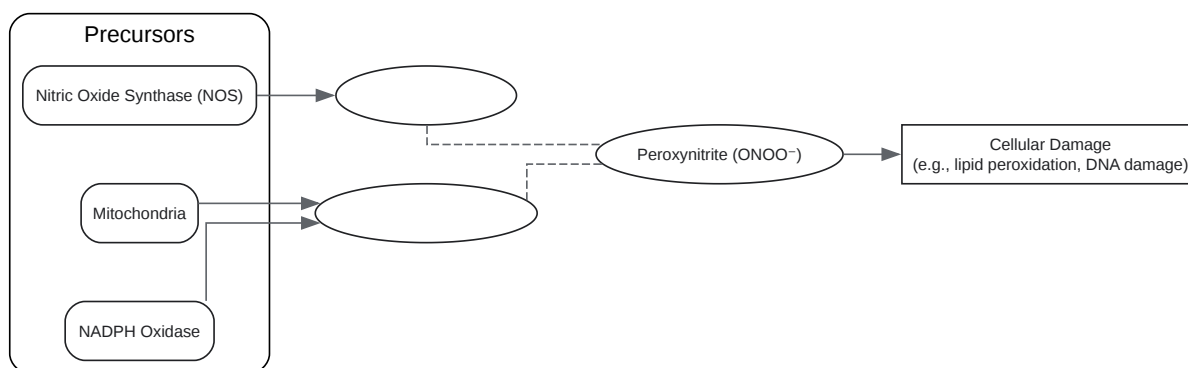 Precursors
Nitric Oxide Synthase (NOS)
Peroxynitrite (ONOO⁻)
Cellular Damage
(e.g., lipid peroxidation, DNA damage)
Mitochondria
NADPH Oxidase